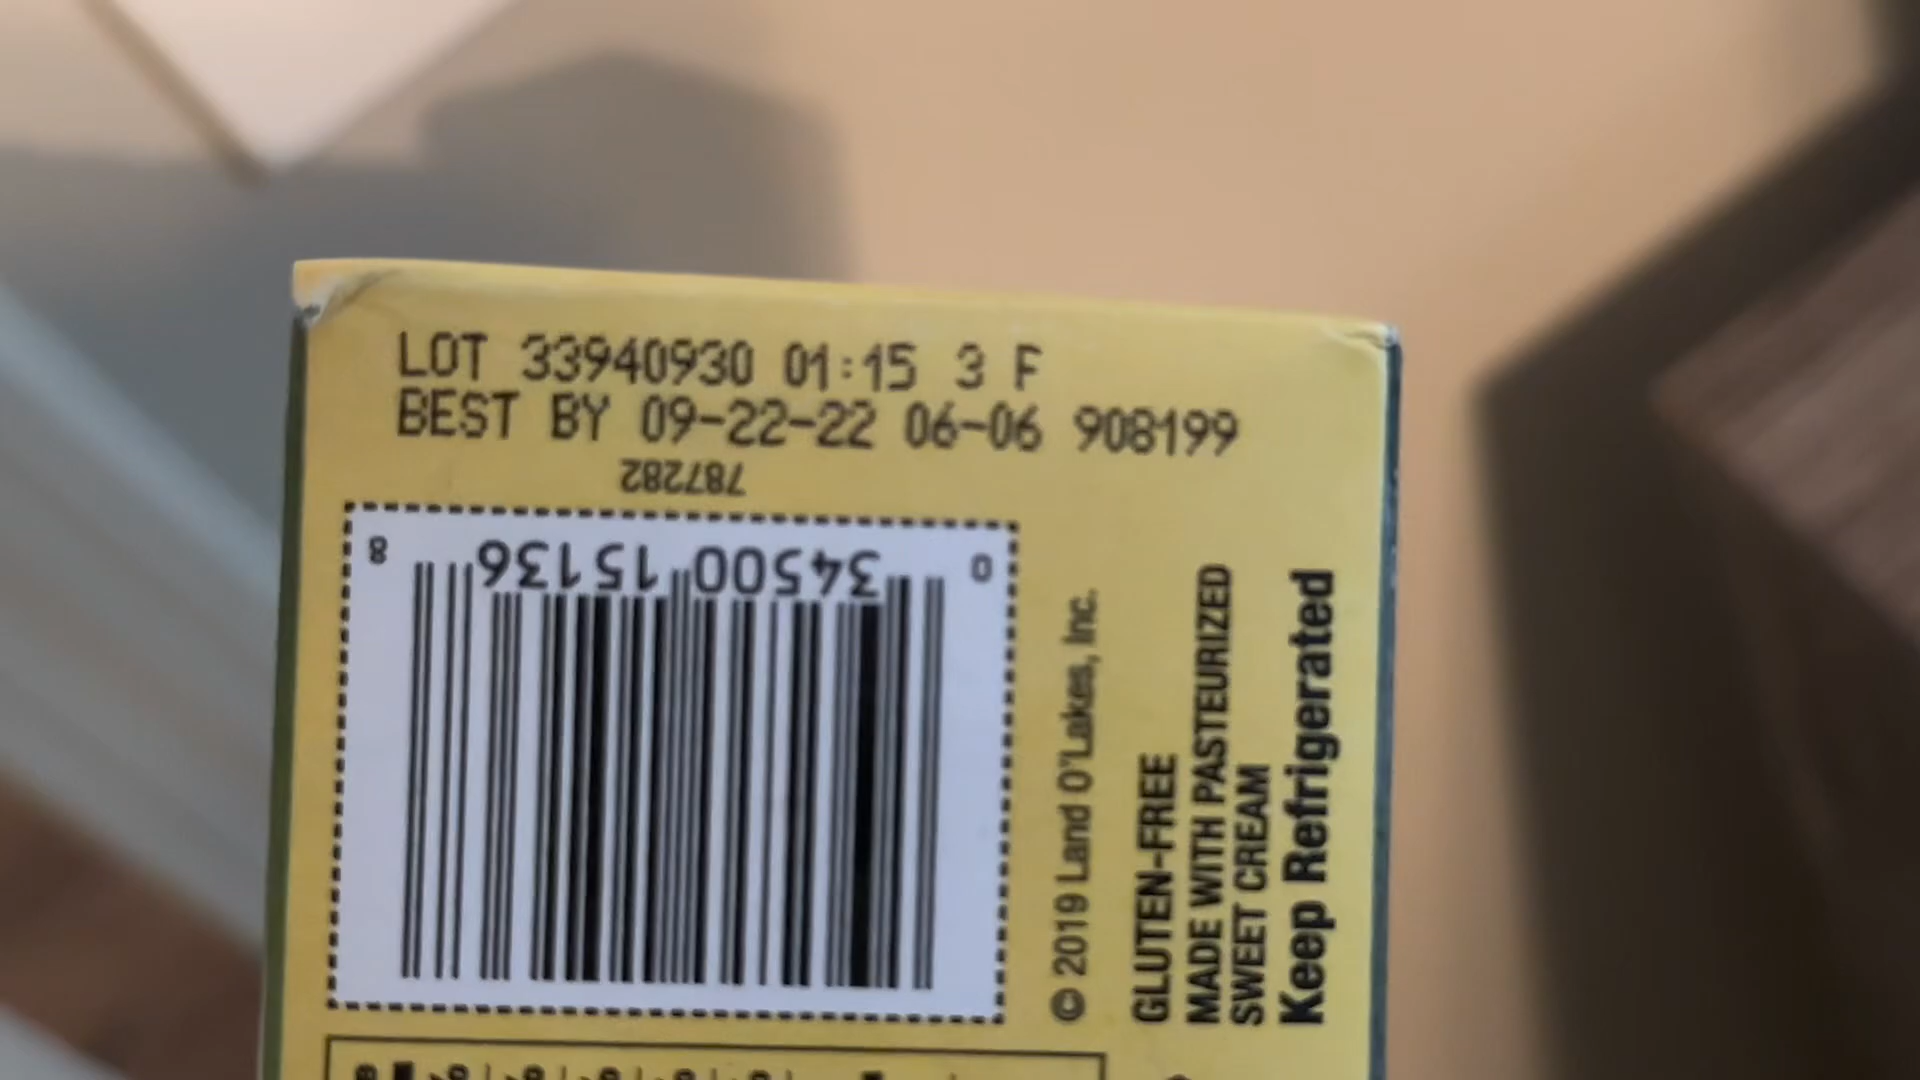 LOT 33940930 01:15 3 F
BEST BY 09-22-22 06-06 908199
787282
0 34500 15136 8
© 2019 Land O'Lakes, Inc.
GLUTEN-FREE
MADE WITH PASTEURIZED
SWEET CREAM
Keep Refrigerated